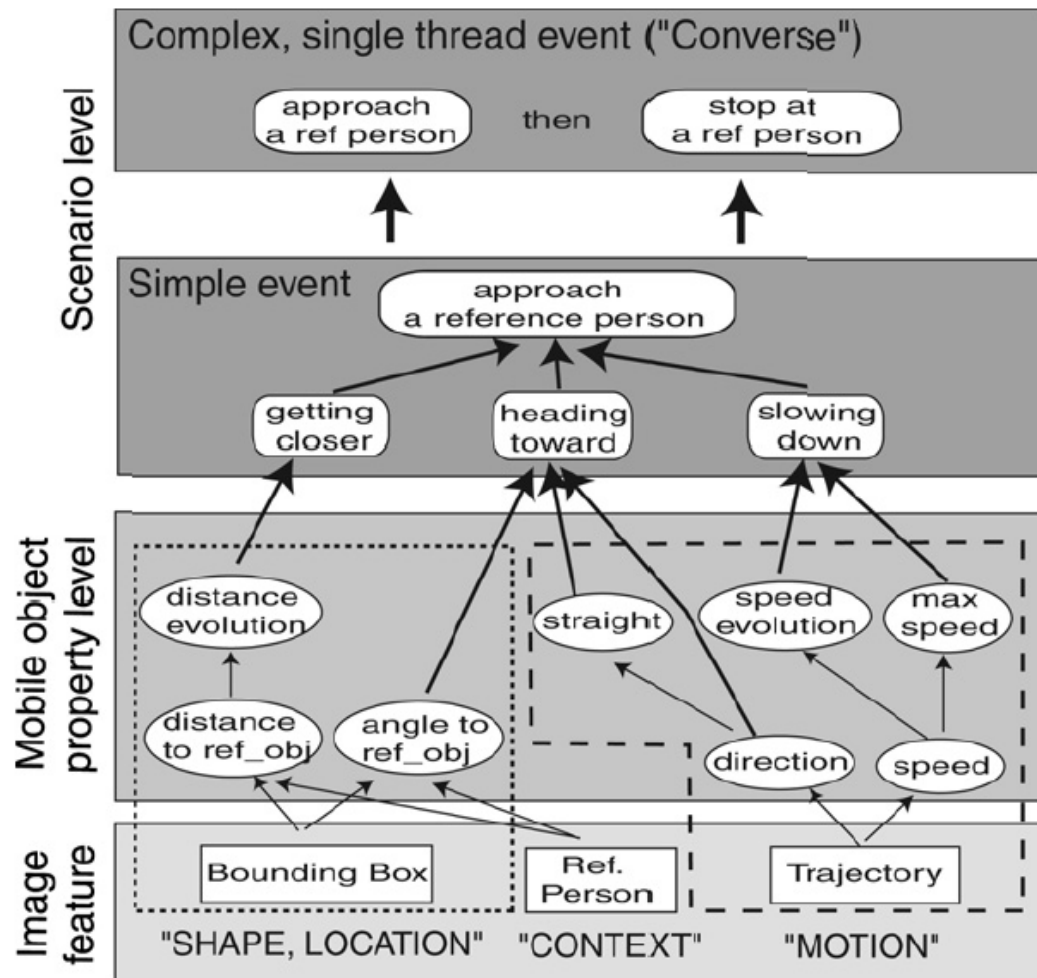 Complex, single thread event ("Converse")
approach
a ref person
then
stop at
a ref person
Scenario level
Simple event
approach
a reference person
getting
closer
heading
toward
slowing
down
Mobile object
property level
distance
evolution
straight
speed
evolution
max
speed
distance
to ref_obj
angle to
ref_obj
direction
speed
Image
feature
Bounding Box
Ref.
Person
Trajectory
"SHAPE, LOCATION"
"CONTEXT"
"MOTION"